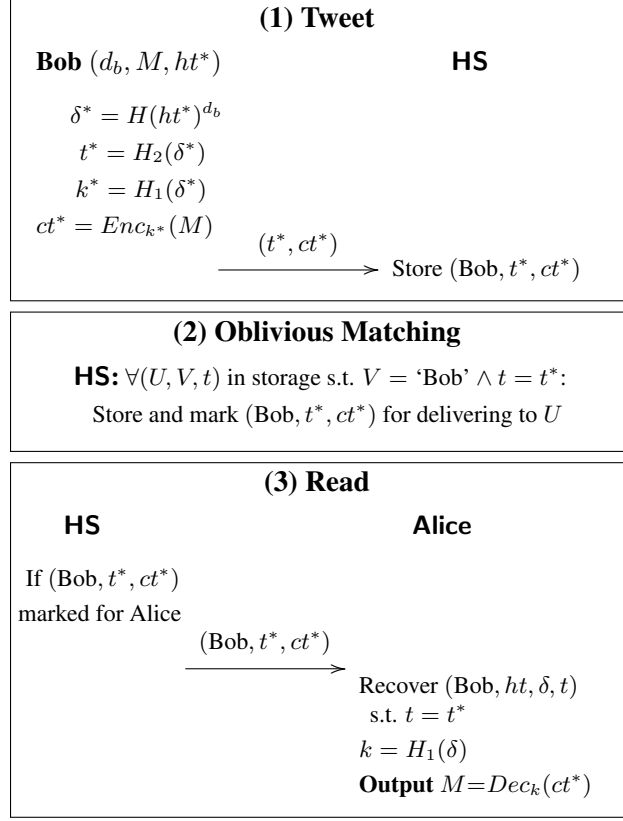 (1) Tweet
Bob (d_b, M, ht*) HS
δ* = H(ht*)^{d_b}
t* = H_2(δ*)
k* = H_1(δ*)
ct* = Enc_{k*}(M)
(t*, ct*)
Store (Bob, t*, ct*)
(2) Oblivious Matching
HS: ∀(U, V, t) in storage s.t. V = ‘Bob’ ∧ t = t*:
Store and mark (Bob, t*, ct*) for delivering to U
(3) Read
HS Alice
If (Bob, t*, ct*)
marked for Alice
(Bob, t*, ct*)
Recover (Bob, ht, δ, t)
s.t. t = t*
k = H_1(δ)
Output M=Dec_k(ct*)